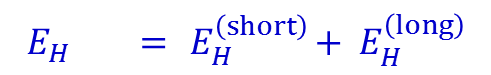 E_H = E_H^(short) + E_H^(long)